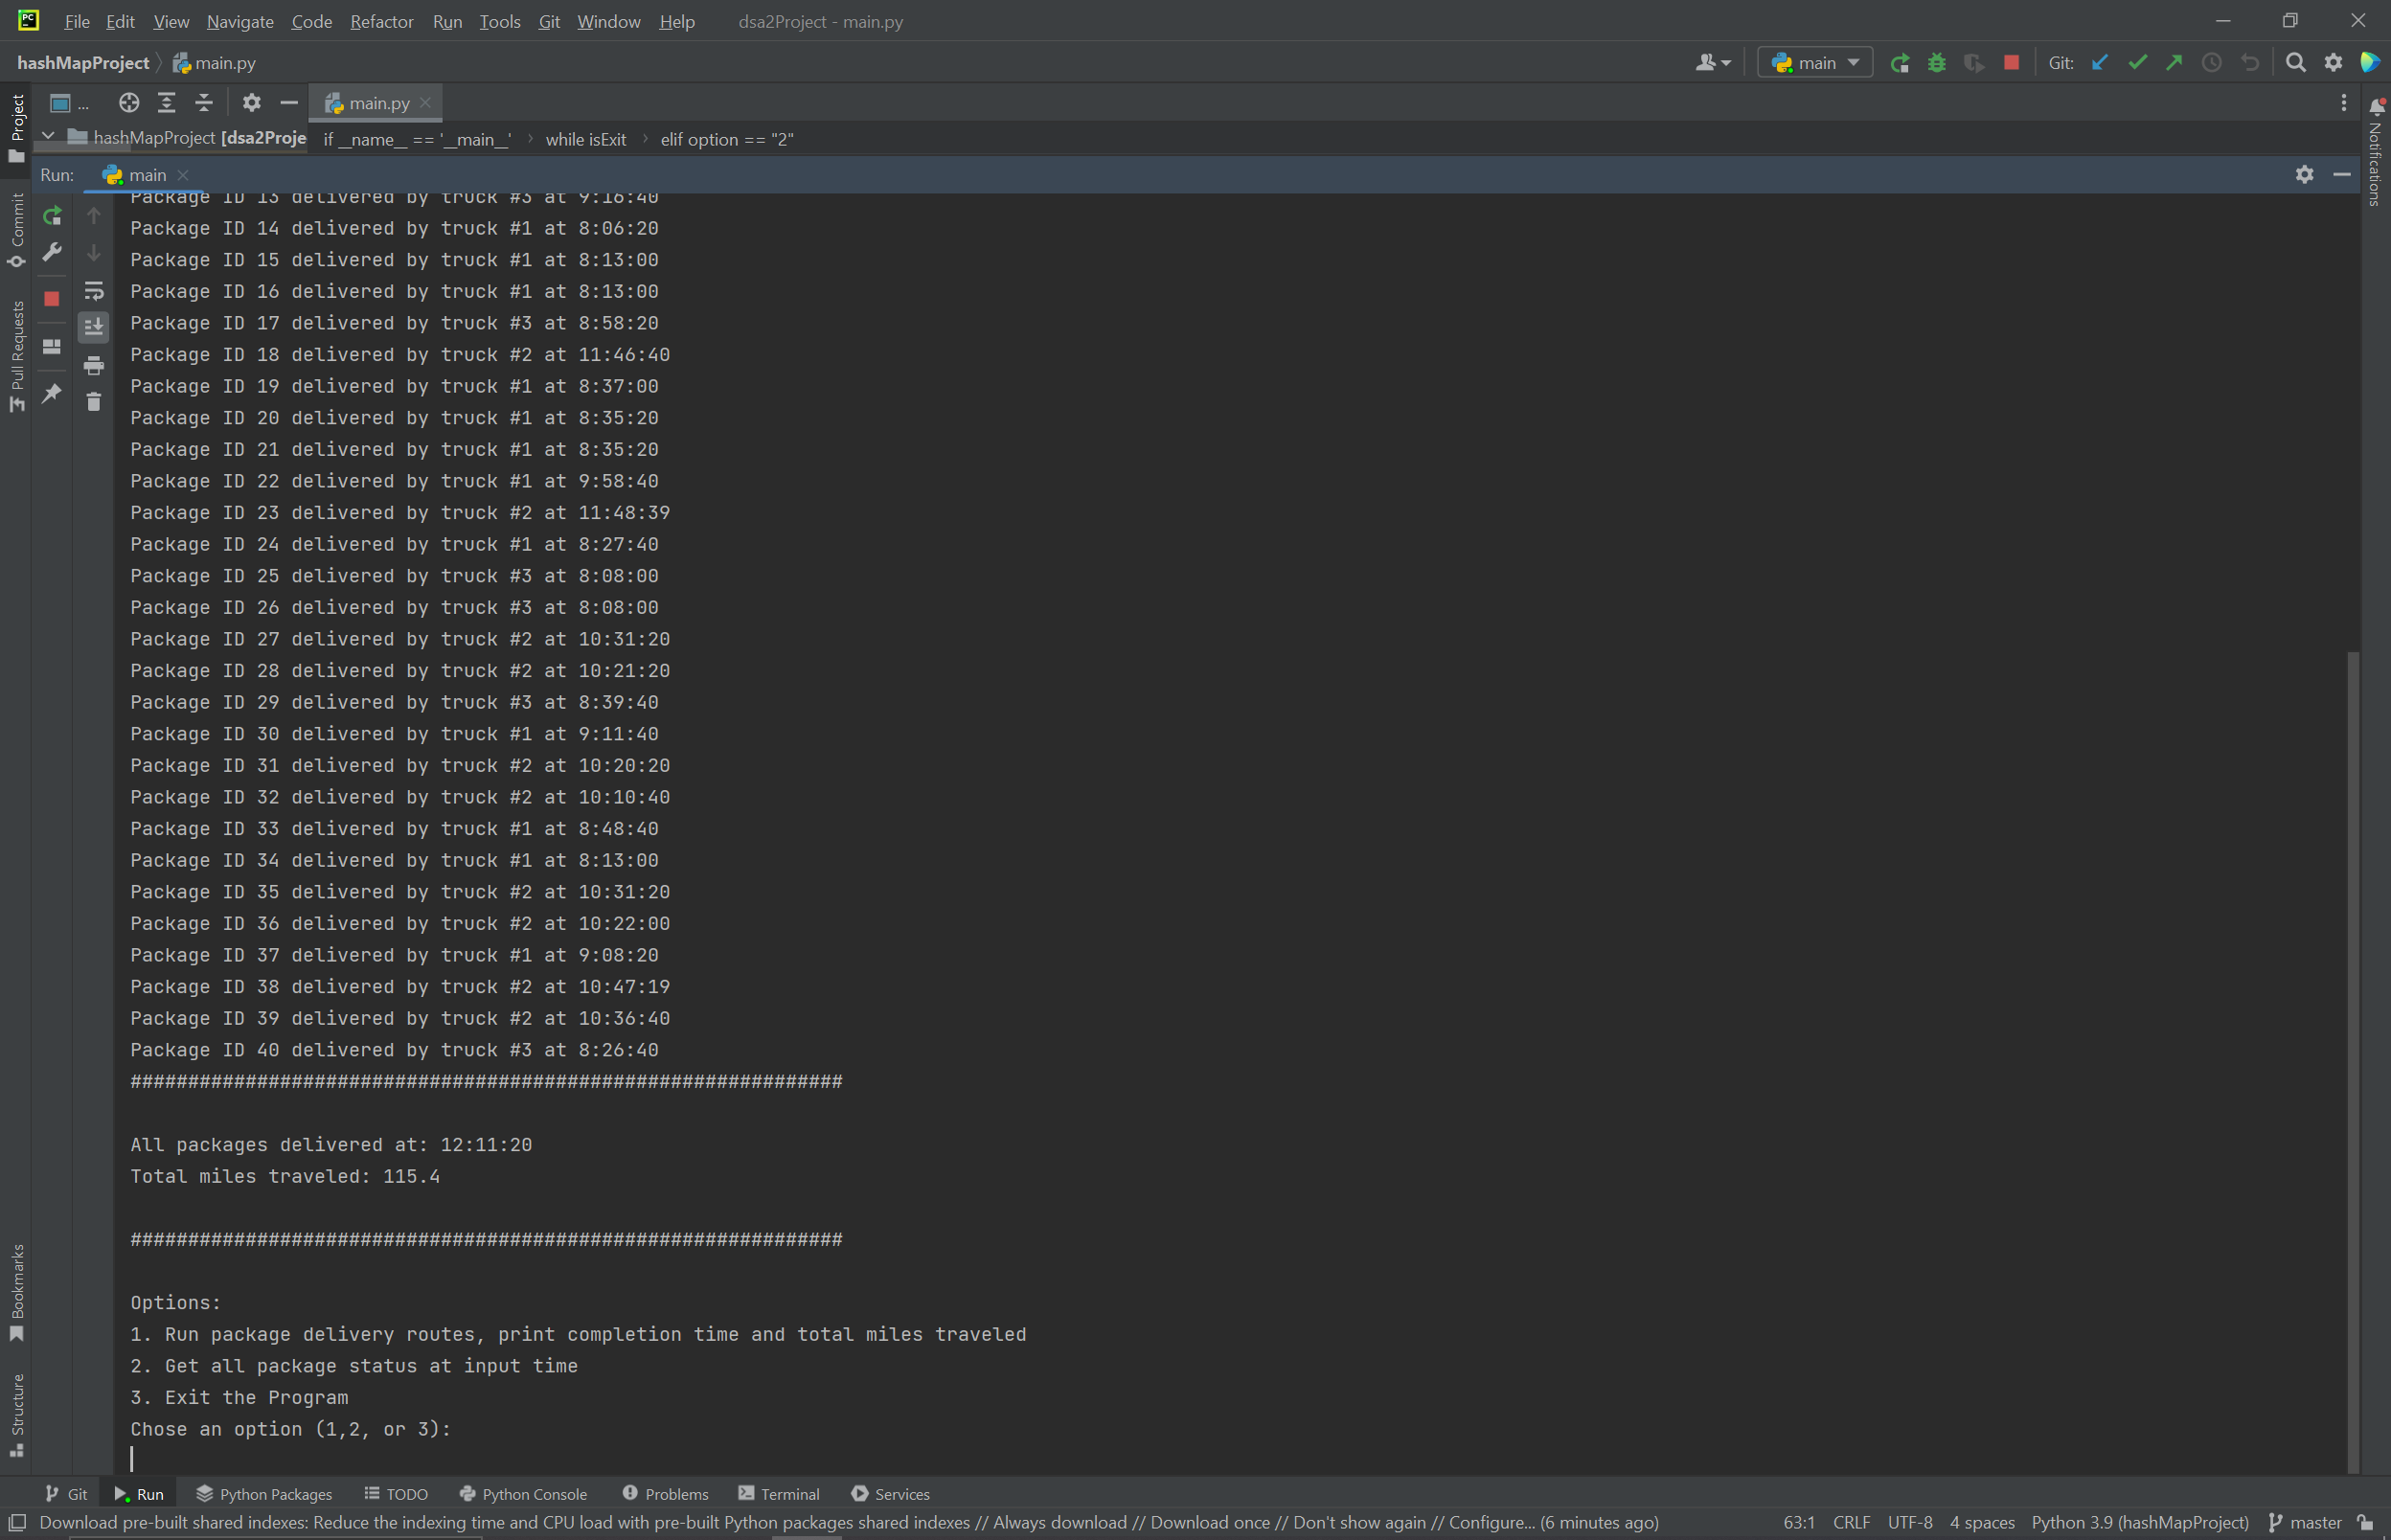 PC File Edit View Navigate Code Refactor Run Tools Git Window Help dsa2Project - main.py
hashMapProject main.py main Git:
Project ... main.py
hashMapProject [dsa2Proje if __name__ == '__main__' while isExit elif option == "2"
Notifications
Run: main
Commit
Pull Requests
Bookmarks
Structure
Package ID 13 delivered by truck #3 at 9:16:40
Package ID 14 delivered by truck #1 at 8:06:20
Package ID 15 delivered by truck #1 at 8:13:00
Package ID 16 delivered by truck #1 at 8:13:00
Package ID 17 delivered by truck #3 at 8:58:20
Package ID 18 delivered by truck #2 at 11:46:40
Package ID 19 delivered by truck #1 at 8:37:00
Package ID 20 delivered by truck #1 at 8:35:20
Package ID 21 delivered by truck #1 at 8:35:20
Package ID 22 delivered by truck #1 at 9:58:40
Package ID 23 delivered by truck #2 at 11:48:39
Package ID 24 delivered by truck #1 at 8:27:40
Package ID 25 delivered by truck #3 at 8:08:00
Package ID 26 delivered by truck #3 at 8:08:00
Package ID 27 delivered by truck #2 at 10:31:20
Package ID 28 delivered by truck #2 at 10:21:20
Package ID 29 delivered by truck #3 at 8:39:40
Package ID 30 delivered by truck #1 at 9:11:40
Package ID 31 delivered by truck #2 at 10:20:20
Package ID 32 delivered by truck #2 at 10:10:40
Package ID 33 delivered by truck #1 at 8:48:40
Package ID 34 delivered by truck #1 at 8:13:00
Package ID 35 delivered by truck #2 at 10:31:20
Package ID 36 delivered by truck #2 at 10:22:00
Package ID 37 delivered by truck #1 at 9:08:20
Package ID 38 delivered by truck #2 at 10:47:19
Package ID 39 delivered by truck #2 at 10:36:40
Package ID 40 delivered by truck #3 at 8:26:40
##############################################################
All packages delivered at: 12:11:20
Total miles traveled: 115.4
##############################################################
Options:
1. Run package delivery routes, print completion time and total miles traveled
2. Get all package status at input time
3. Exit the Program
Chose an option (1,2, or 3):
Git Run Python Packages TODO Python Console Problems Terminal Services
Download pre-built shared indexes: Reduce the indexing time and CPU load with pre-built Python packages shared indexes // Always download // Download once // Don't show again // Configure... (6 minutes ago) 63:1 CRLF UTF-8 4 spaces Python 3.9 (hashMapProject) master